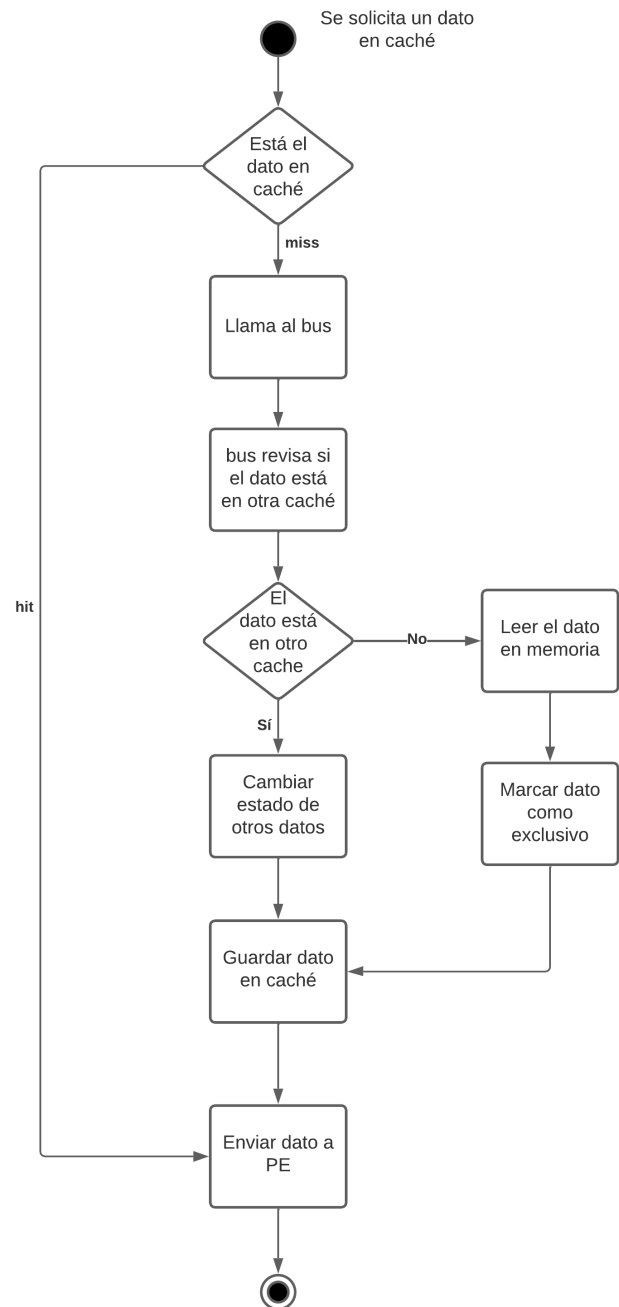 Se solicita un dato
en caché
Está el
dato en
caché
miss
Llama al bus
bus revisa si
el dato está
en otra caché
hit
El
dato está
en otro
cache
No
Leer el dato
en memoria
Sí
Cambiar
estado de
otros datos
Marcar dato
como
exclusivo
Guardar dato
en caché
Enviar dato a
PE